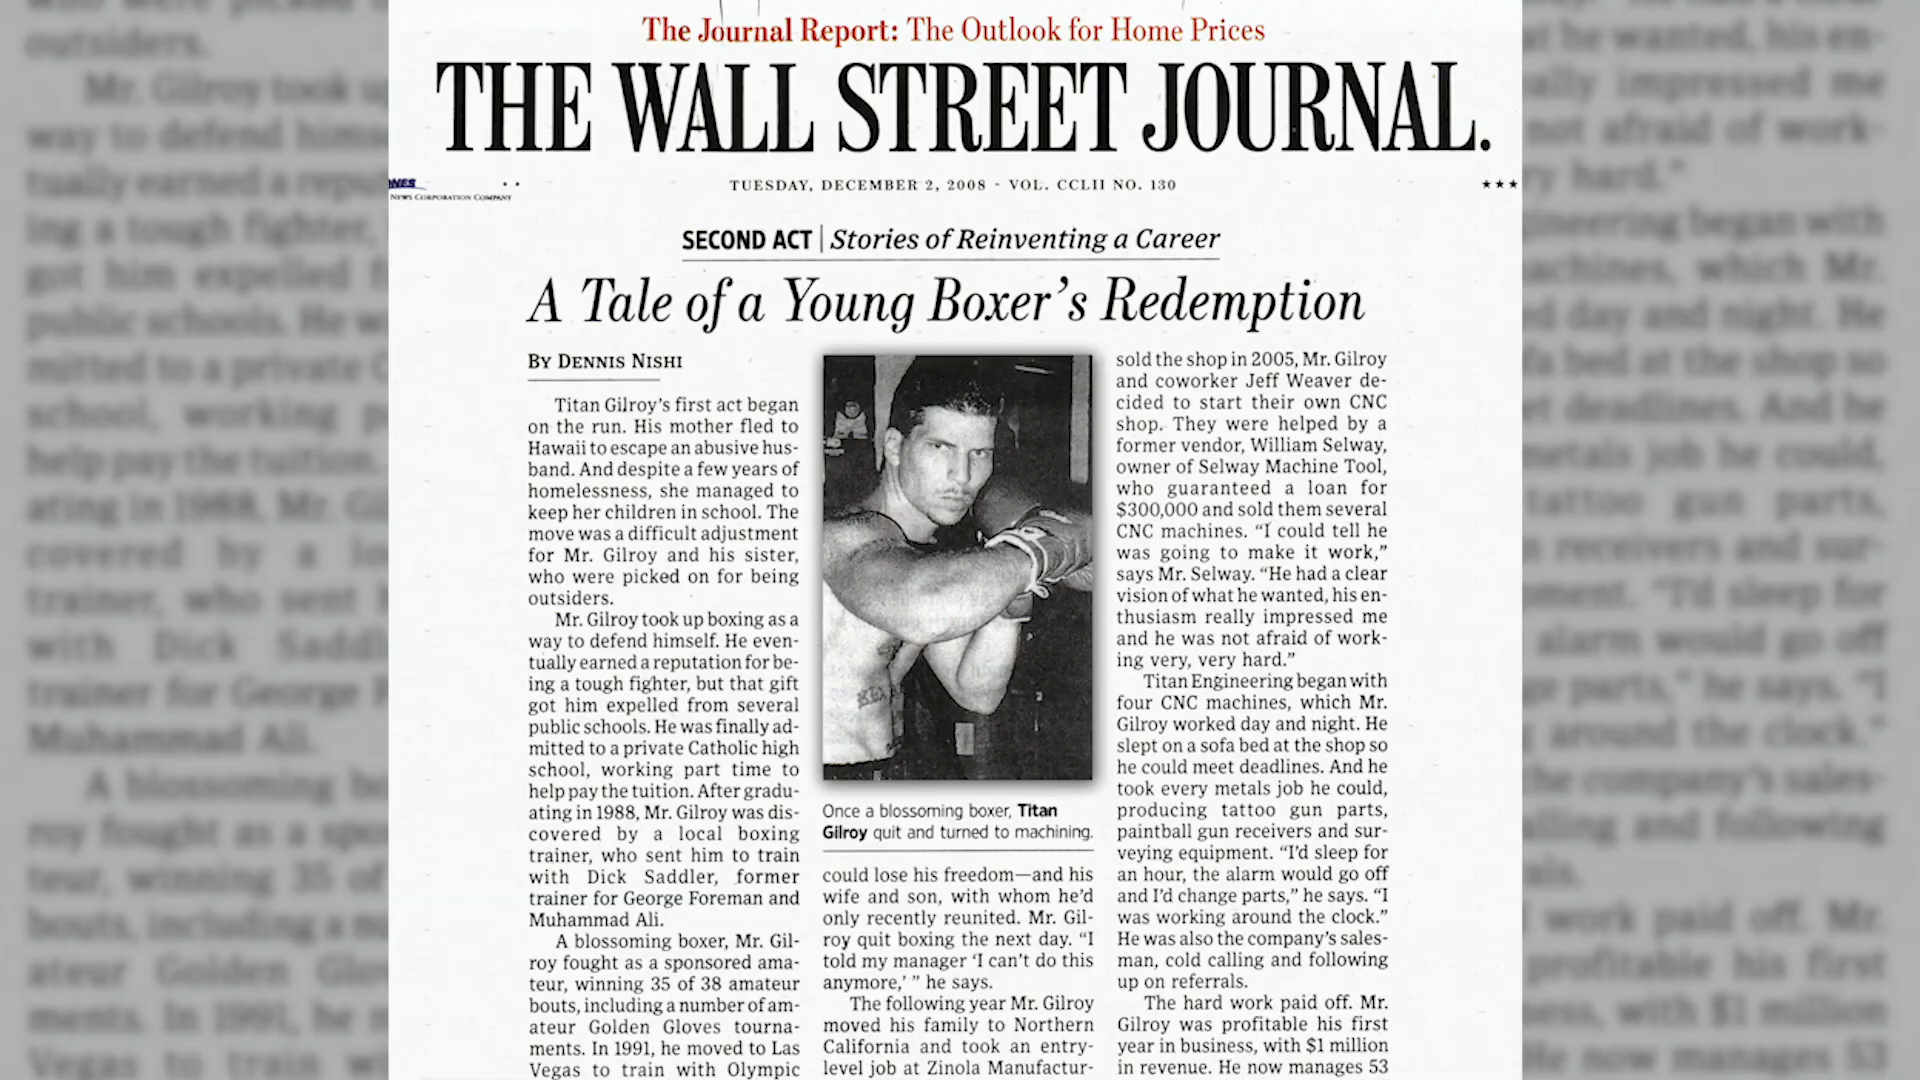 The Journal Report: The Outlook for Home Prices
THE WALL STREET JOURNAL.
NEWS CORPORATION COMPANY
TUESDAY, DECEMBER 2, 2008 - VOL. CCLII NO. 130
★★★
SECOND ACT | Stories of Reinventing a Career
A Tale of a Young Boxer's Redemption
BY DENNIS NISHI
Titan Gilroy's first act began
on the run. His mother fled to
Hawaii to escape an abusive hus-
band. And despite a few years of
homelessness, she managed to
keep her children in school. The
move was a difficult adjustment
for Mr. Gilroy and his sister,
who were picked on for being
outsiders.
Mr. Gilroy took up boxing as a
way to defend himself. He even-
tually earned a reputation for be-
ing a tough fighter, but that gift
got him expelled from several
public schools. He was finally ad-
mitted to a private Catholic high
school, working part time to
help pay the tuition. After gradu-
ating in 1988, Mr. Gilroy was dis-
covered by a local boxing
trainer, who sent him to train
with Dick Saddler, former
trainer for George Foreman and
Muhammad Ali.
A blossoming boxer, Mr. Gil-
roy fought as a sponsored ama-
teur, winning 35 of 38 amateur
bouts, including a number of am-
ateur Golden Gloves tourna-
ments. In 1991, he moved to Las
Vegas to train with Olympic
Once a blossoming boxer, Titan
Gilroy quit and turned to machining.
could lose his freedom—and his
wife and son, with whom he'd
only recently reunited. Mr. Gil-
roy quit boxing the next day. “I
told my manager ‘I can't do this
anymore,’ ” he says.
The following year Mr. Gilroy
moved his family to Northern
California and took an entry-
level job at Zinola Manufactur-
sold the shop in 2005, Mr. Gilroy
and coworker Jeff Weaver de-
cided to start their own CNC
shop. They were helped by a
former vendor, William Selway,
owner of Selway Machine Tool,
who guaranteed a loan for
$300,000 and sold them several
CNC machines. “I could tell he
was going to make it work,”
says Mr. Selway. “He had a clear
vision of what he wanted, his en-
thusiasm really impressed me
and he was not afraid of work-
ing very, very hard.”
Titan Engineering began with
four CNC machines, which Mr.
Gilroy worked day and night. He
slept on a sofa bed at the shop so
he could meet deadlines. And he
took every metals job he could,
producing tattoo gun parts,
paintball gun receivers and sur-
veying equipment. “I'd sleep for
an hour, the alarm would go off
and I'd change parts,” he says. “I
was working around the clock.”
He was also the company's sales-
man, cold calling and following
up on referrals.
The hard work paid off. Mr.
Gilroy was profitable his first
year in business, with $1 million
in revenue. He now manages 53